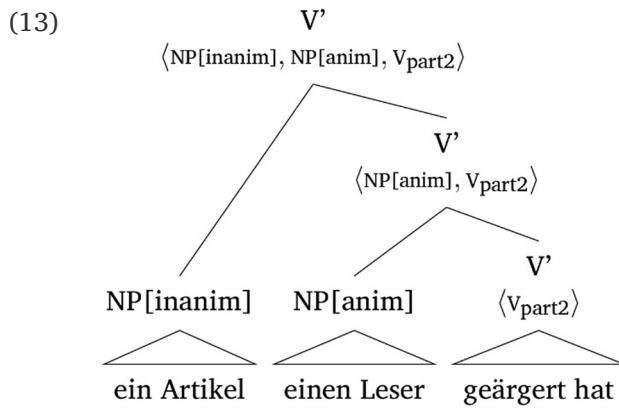 (13)
V’
⟨NP[inanim], NP[anim], Vpart2⟩
V’
⟨NP[anim], Vpart2⟩
V’
NP[inanim] NP[anim] ⟨Vpart2⟩
ein Artikel einen Leser geärgert hat